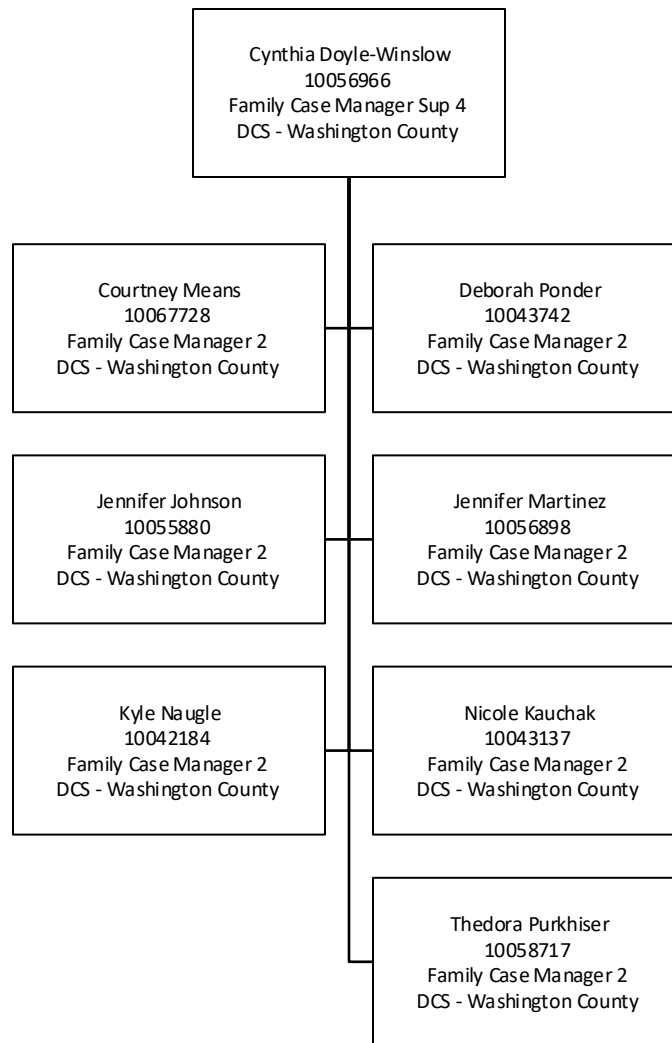 Cynthia Doyle-Winslow
10056966
Family Case Manager Sup 4
DCS - Washington County
Courtney Means
10067728
Family Case Manager 2
DCS - Washington County
Deborah Ponder
10043742
Family Case Manager 2
DCS - Washington County
Jennifer Johnson
10055880
Family Case Manager 2
DCS - Washington County
Jennifer Martinez
10056898
Family Case Manager 2
DCS - Washington County
Kyle Naugle
10042184
Family Case Manager 2
DCS - Washington County
Nicole Kauchak
10043137
Family Case Manager 2
DCS - Washington County
Thedora Purkhiser
10058717
Family Case Manager 2
DCS - Washington County